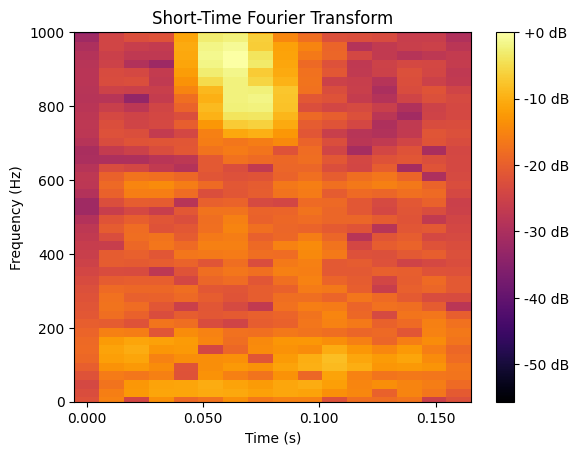 Short-Time Fourier Transform
1000
800
600
400
200
0
Frequency (Hz)
0.000
0.050
0.100
0.150
Time (s)
+0 dB
-10 dB
-20 dB
-30 dB
-40 dB
-50 dB